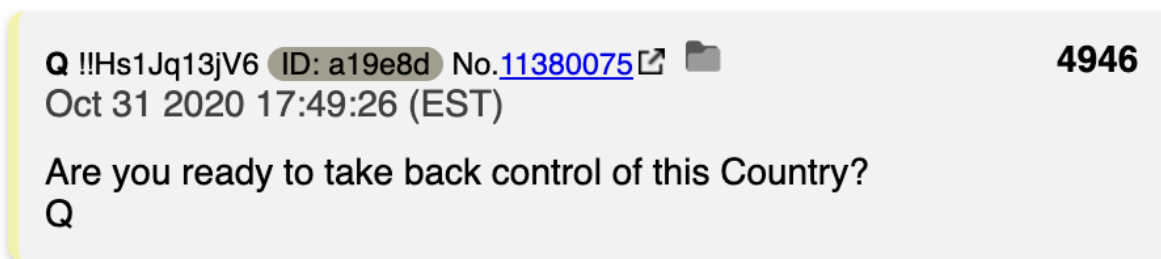 Q !!Hs1Jq13jV6 ID: a19e8d No.11380075 4946
Oct 31 2020 17:49:26 (EST)
Are you ready to take back control of this Country?
Q